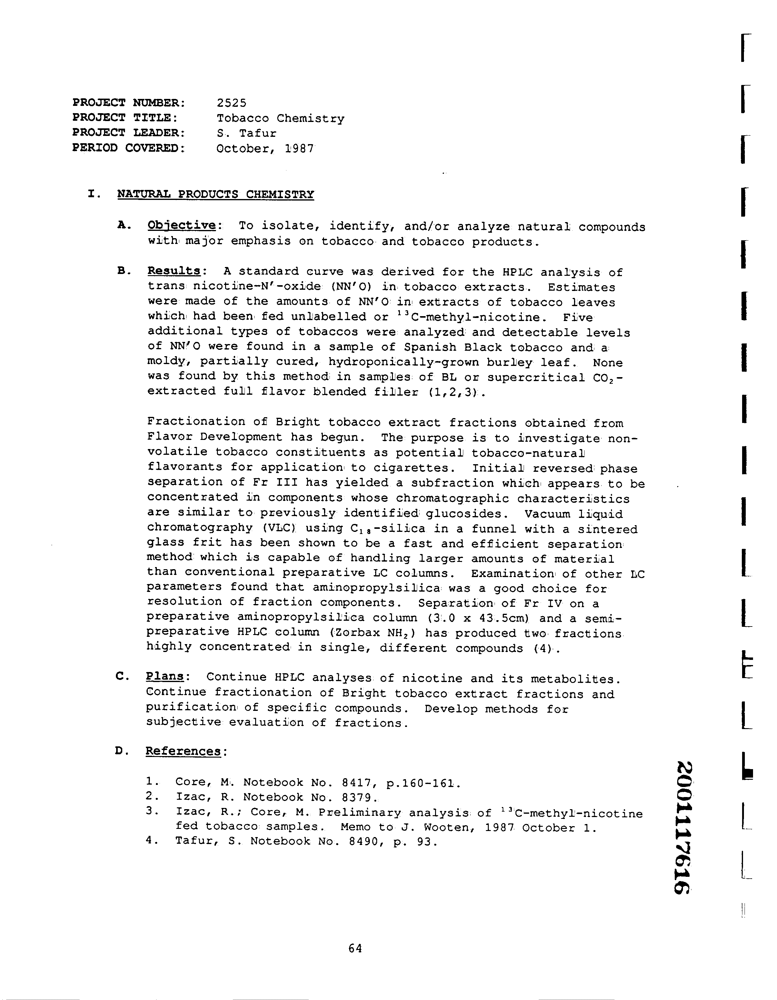 PROJECT NUMBER: 2525
PROJECT TITLE: Tobacco Chemistry
PROJECT LEADER: S. Tafur
PERIOD COVERED: October, 1987
I. NATURAL PRODUCTS CHEMISTRY
A. Objective: To isolate, identify, and/or analyze natural compounds
with major emphasis on tobacco and tobacco products.
B. Results: A standard curve was derived for the HPLC analysis of
trans nicotine-N'-oxide (NN'O) in tobacco extracts. Estimates
were made of the amounts of NN'O in extracts of tobacco leaves
which had been fed unlabelled or ¹³C-methyl-nicotine. Five
additional types of tobaccos were analyzed and detectable levels
of NN'O were found in a sample of Spanish Black tobacco and a
moldy, partially cured, hydroponically-grown burley leaf. None
was found by this method in samples of BL or supercritical CO₂-
extracted full flavor blended filler (1,2,3).
Fractionation of Bright tobacco extract fractions obtained from
Flavor Development has begun. The purpose is to investigate non-
volatile tobacco constituents as potential tobacco-natural
flavorants for application to cigarettes. Initial reversed phase
separation of Fr III has yielded a subfraction which appears to be
concentrated in components whose chromatographic characteristics
are similar to previously identified glucosides. Vacuum liquid
chromatography (VLC) using C₁₈-silica in a funnel with a sintered
glass frit has been shown to be a fast and efficient separation
method which is capable of handling larger amounts of material
than conventional preparative LC columns. Examination of other LC
parameters found that aminopropylsilica was a good choice for
resolution of fraction components. Separation of Fr IV on a
preparative aminopropylsilica column (3.0 x 43.5cm) and a semi-
preparative HPLC column (Zorbax NH₂) has produced two fractions
highly concentrated in single, different compounds (4).
C. Plans: Continue HPLC analyses of nicotine and its metabolites.
Continue fractionation of Bright tobacco extract fractions and
purification of specific compounds. Develop methods for
subjective evaluation of fractions.
D. References:
1. Core, M. Notebook No. 8417, p.160-161.
2. Izac, R. Notebook No. 8379.
3. Izac, R.; Core, M. Preliminary analysis of ¹³C-methyl-nicotine
fed tobacco samples. Memo to J. Wooten, 1987 October 1.
4. Tafur, S. Notebook No. 8490, p. 93.
2001117616
64